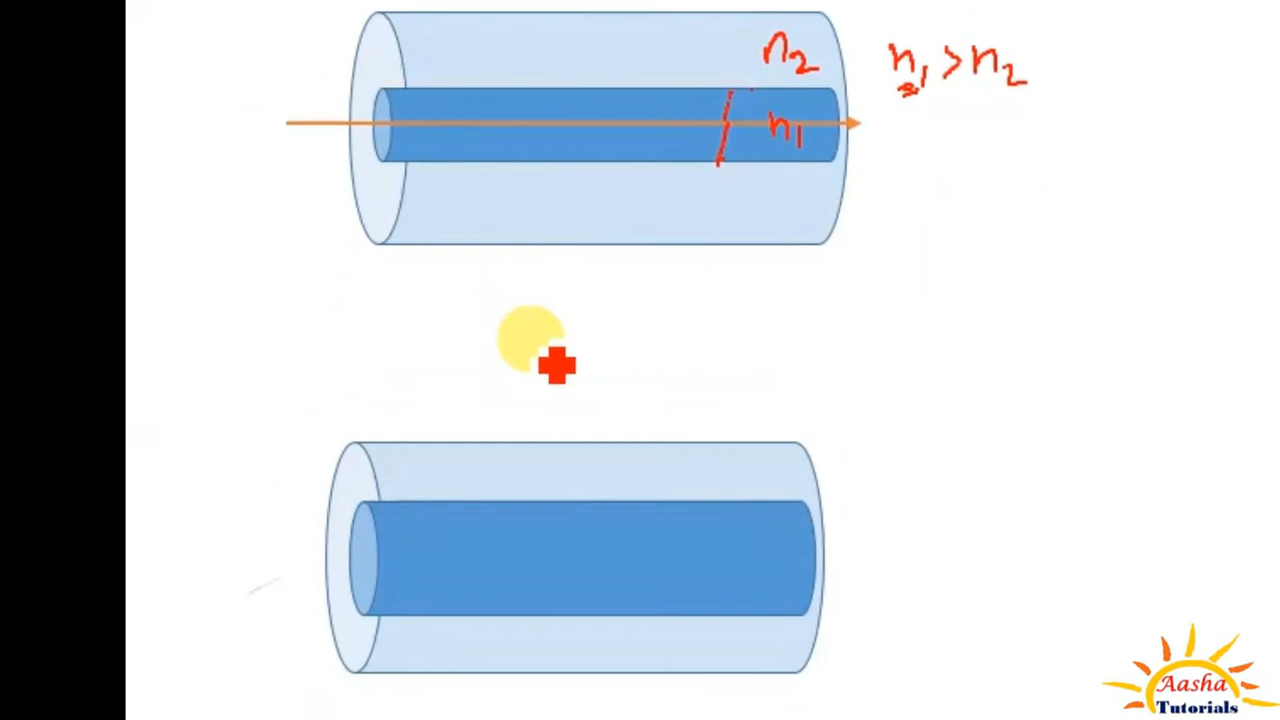 n₂
n₁ > n₂
n₁
Aasha
Tutorials